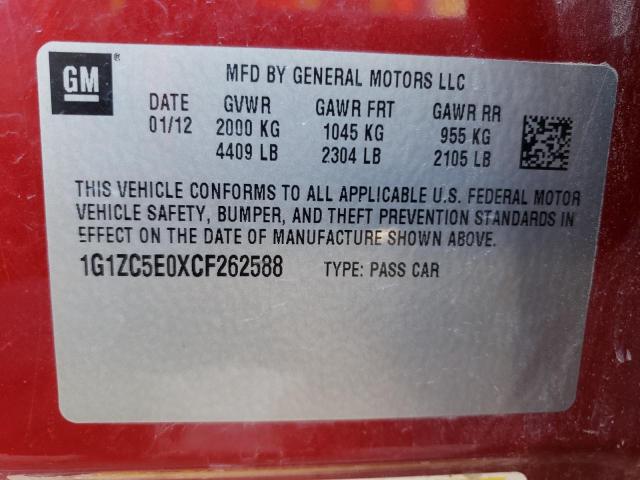 GM ®
MFD BY GENERAL MOTORS LLC
DATE GVWR GAWR FRT GAWR RR
01/12 2000 KG 1045 KG 955 KG
4409 LB 2304 LB 2105 LB
THIS VEHICLE CONFORMS TO ALL APPLICABLE U.S. FEDERAL MOTOR
VEHICLE SAFETY, BUMPER, AND THEFT PREVENTION STANDARDS IN
EFFECT ON THE DATE OF MANUFACTURE SHOWN ABOVE.
1G1ZC5E0XCF262588 TYPE: PASS CAR